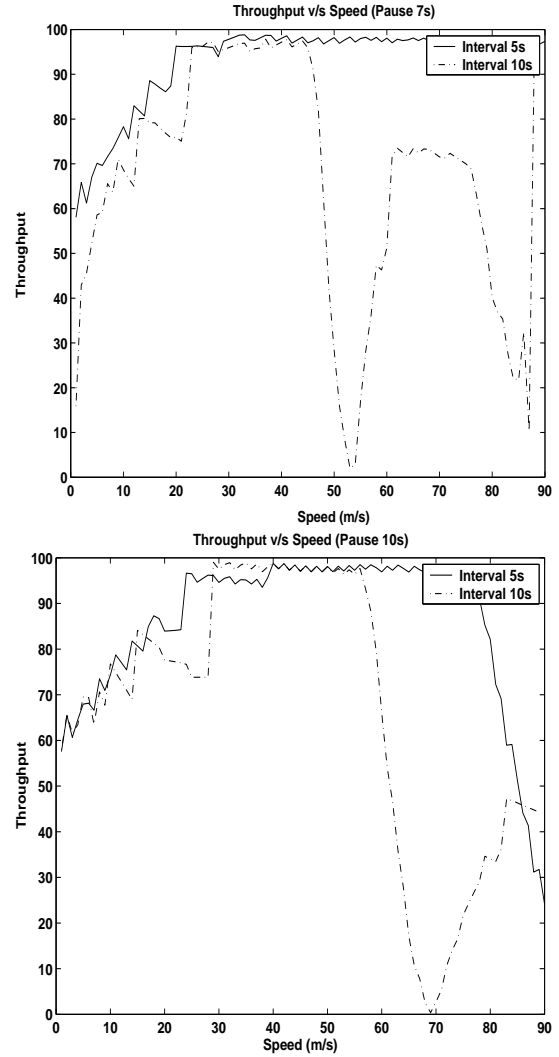 Throughput v/s Speed (Pause 7s)
100
90
80
70
60
50
40
30
20
10
0
Throughput
Interval 5s
Interval 10s
0 10 20 30 40 50 60 70 80 90
Speed (m/s)
Throughput v/s Speed (Pause 10s)
100
90
80
70
60
50
40
30
20
10
0
Throughput
Interval 5s
Interval 10s
0 10 20 30 40 50 60 70 80 90
Speed (m/s)